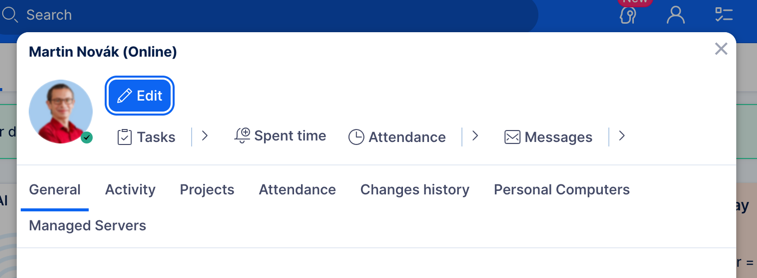 Search
New
Martin Novák (Online)
Edit
Tasks Spent time Attendance Messages
General Activity Projects Attendance Changes history Personal Computers
Managed Servers